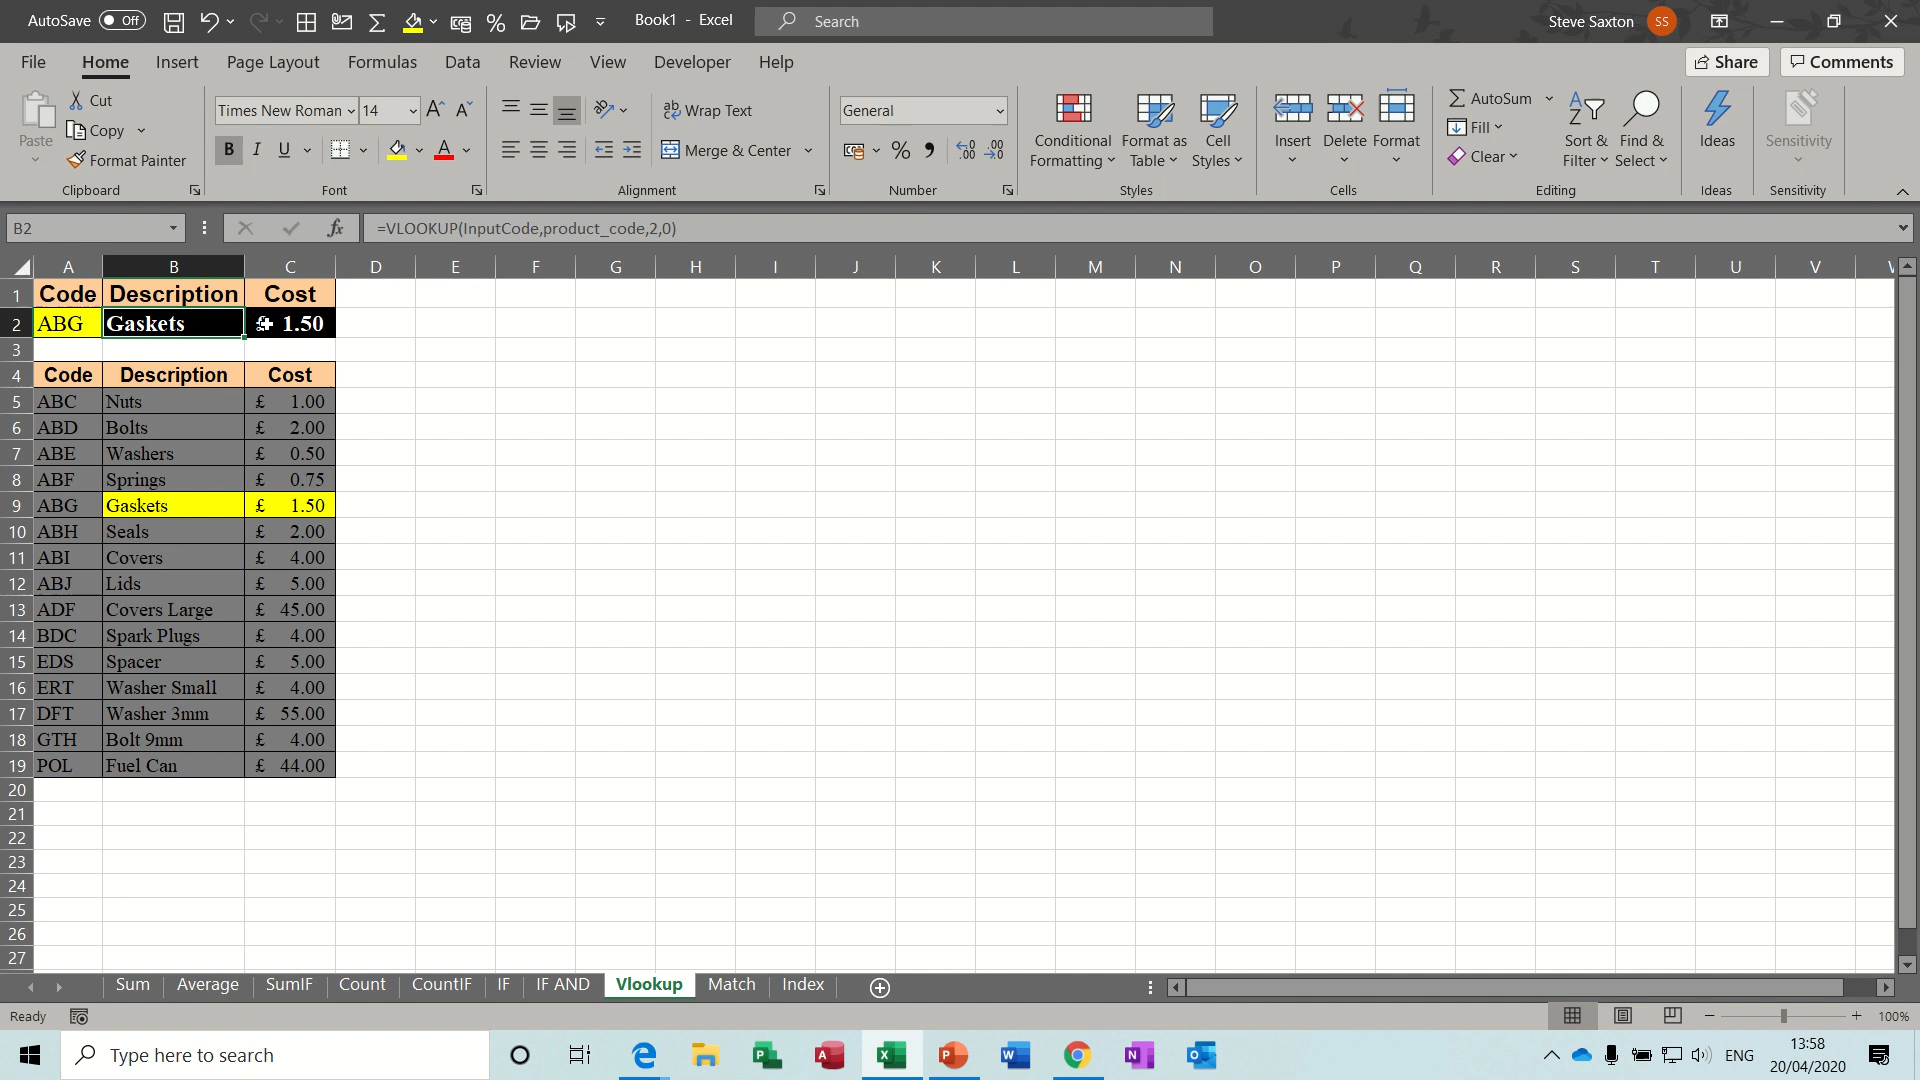 AutoSave Off Book1 - Excel Search Steve Saxton SS
File Home Insert Page Layout Formulas Data Review View Developer Help Share Comments
Paste Cut Copy Format Painter Clipboard
Times New Roman 14 B I U A Font
Wrap Text Merge & Center Alignment
General % Number
Conditional Formatting Format as Table Cell Styles Styles
Insert Delete Format Cells
AutoSum Fill Clear Sort & Filter Find & Select Editing
Ideas Ideas
Sensitivity Sensitivity
B2 fx =VLOOKUP(InputCode,product_code,2,0)
A B C D E F G H I J K L M N O P Q R S T U V
1 Code Description Cost
2 ABG Gaskets 1.50
3
4 Code Description Cost
5 ABC Nuts £ 1.00
6 ABD Bolts £ 2.00
7 ABE Washers £ 0.50
8 ABF Springs £ 0.75
9 ABG Gaskets £ 1.50
10 ABH Seals £ 2.00
11 ABI Covers £ 4.00
12 ABJ Lids £ 5.00
13 ADF Covers Large £ 45.00
14 BDC Spark Plugs £ 4.00
15 EDS Spacer £ 5.00
16 ERT Washer Small £ 4.00
17 DFT Washer 3mm £ 55.00
18 GTH Bolt 9mm £ 4.00
19 POL Fuel Can £ 44.00
20
21
22
23
24
25
26
27
Sum Average SumIF Count CountIF IF IF AND Vlookup Match Index
Ready 100%
Type here to search ENG 13:58
20/04/2020